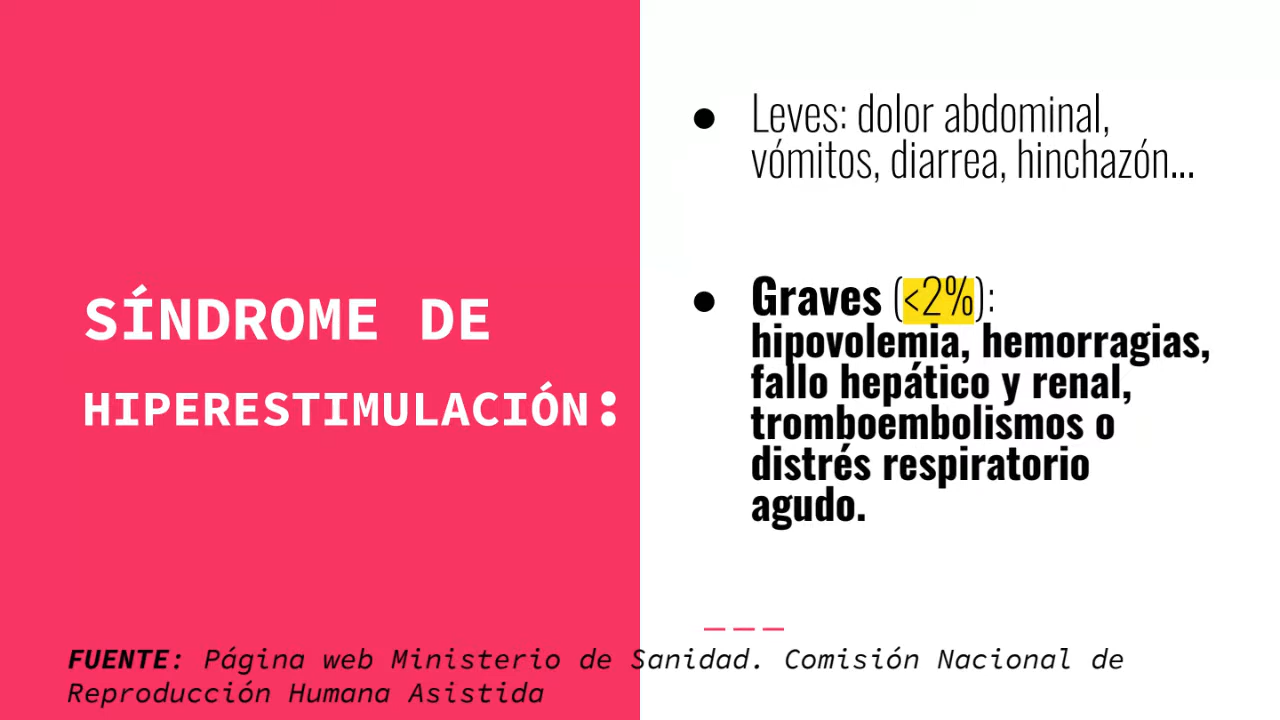 SÍNDROME DE
HIPERESTIMULACIÓN:
● Leves: dolor abdominal,
vómitos, diarrea, hinchazón...
● Graves (<2%):
hipovolemia, hemorragias,
fallo hepático y renal,
tromboembolismos o
distrés respiratorio
agudo.
FUENTE: Página web Ministerio de Sanidad. Comisión Nacional de
Reproducción Humana Asistida